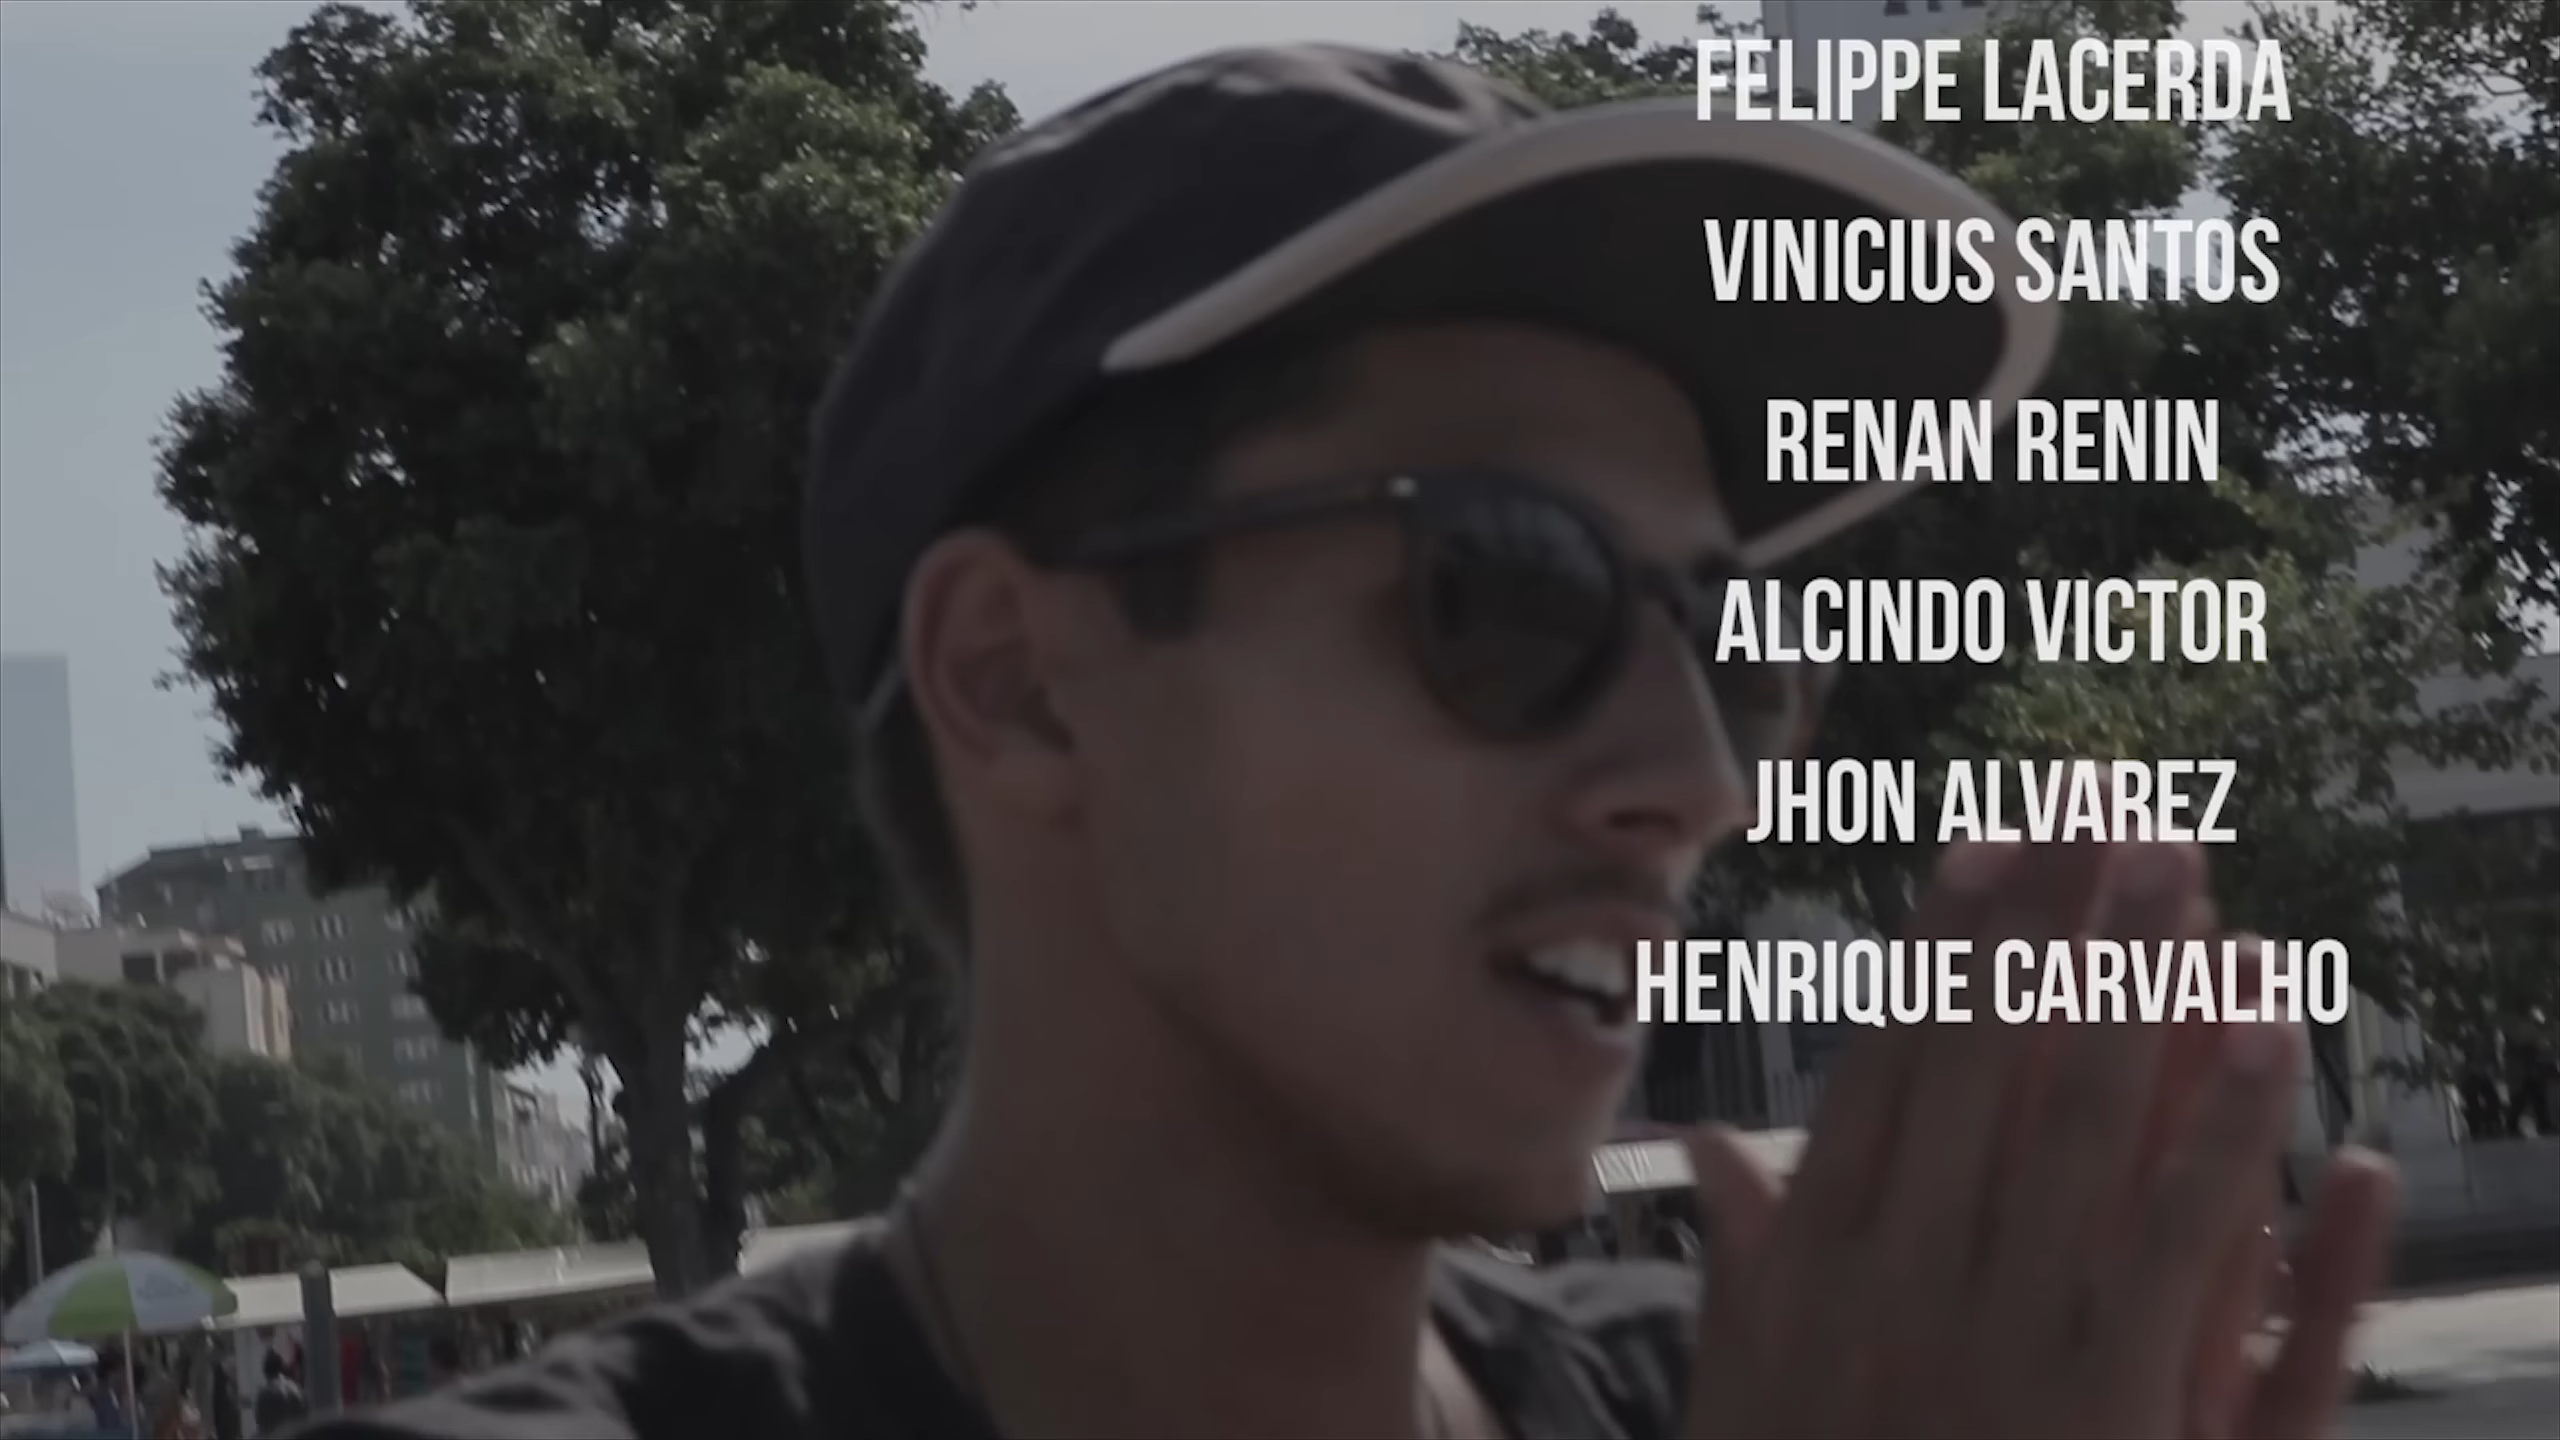 FELIPPE LACERDA
VINICIUS SANTOS
RENAN RENIN
ALCINDO VICTOR
JHON ALVAREZ
HENRIQUE CARVALHO